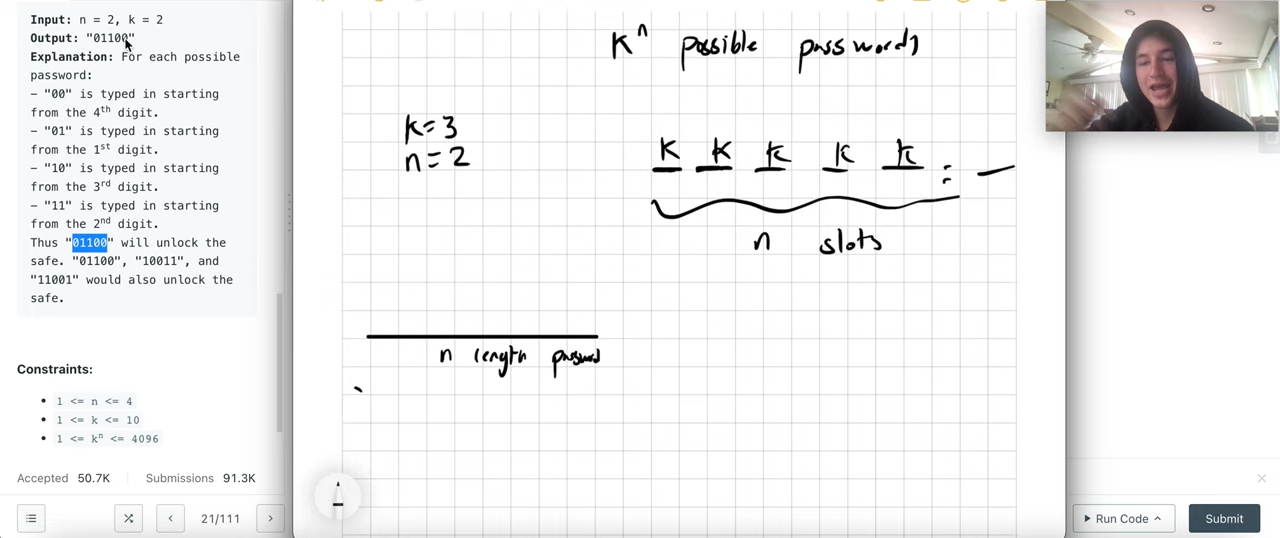 Input: n = 2, k = 2
Output: "01100"
Explanation: For each possible
password:
- "00" is typed in starting
from the 4th digit.
- "01" is typed in starting
from the 1st digit.
- "10" is typed in starting
from the 3rd digit.
- "11" is typed in starting
from the 2nd digit.
Thus "01100" will unlock the
safe. "01100", "10011", and
"11001" would also unlock the
safe.
Constraints:
1 <= n <= 4
1 <= k <= 10
1 <= kn <= 4096
Accepted 50.7K Submissions 91.3K
21/111
K^n possible passwords
k=3
n=2
K K K K K =
n slots
n length password
Run Code
Submit